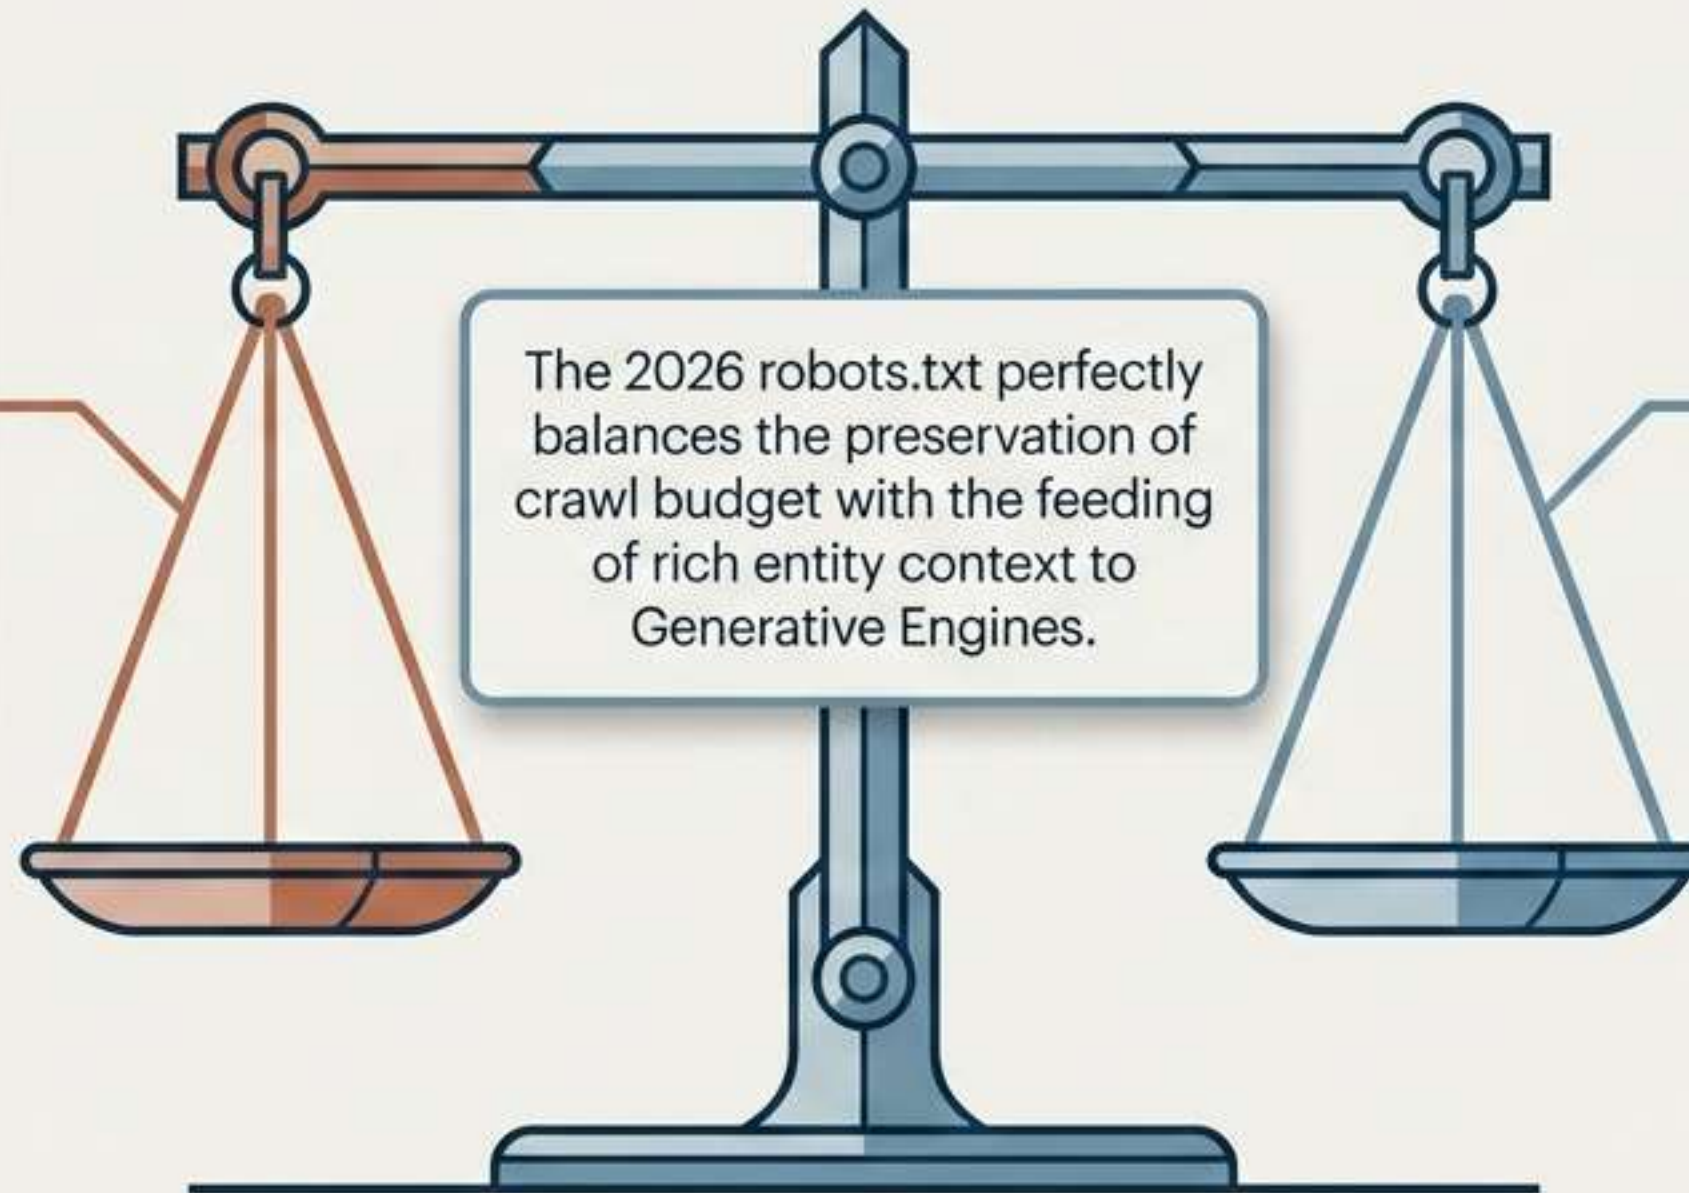 The 2026 robots.txt perfectly
balances the preservation of
crawl budget with the feeding
of rich entity context to
Generative Engines.